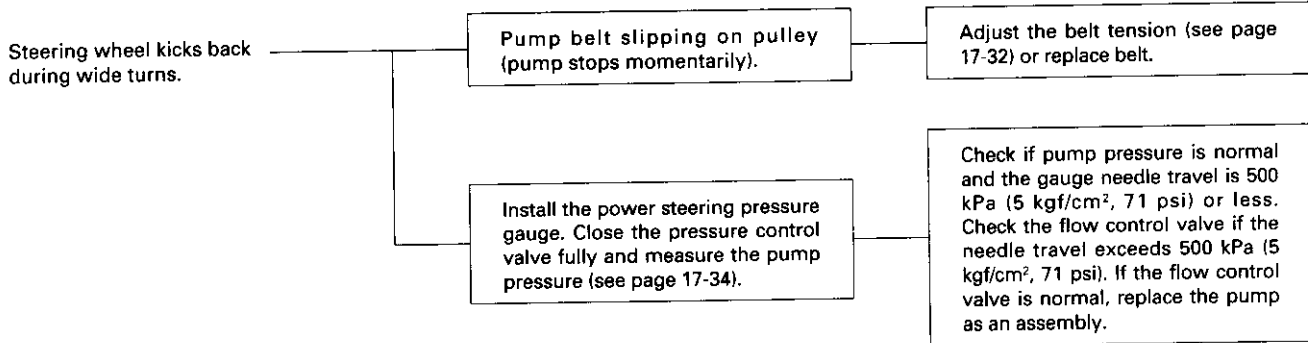 Steering wheel kicks back
during wide turns.
Pump belt slipping on pulley
(pump stops momentarily).
Adjust the belt tension (see page
17-32) or replace belt.
Install the power steering pressure
gauge. Close the pressure control
valve fully and measure the pump
pressure (see page 17-34).
Check if pump pressure is normal
and the gauge needle travel is 500
kPa (5 kgf/cm², 71 psi) or less.
Check the flow control valve if the
needle travel exceeds 500 kPa (5
kgf/cm², 71 psi). If the flow control
valve is normal, replace the pump
as an assembly.